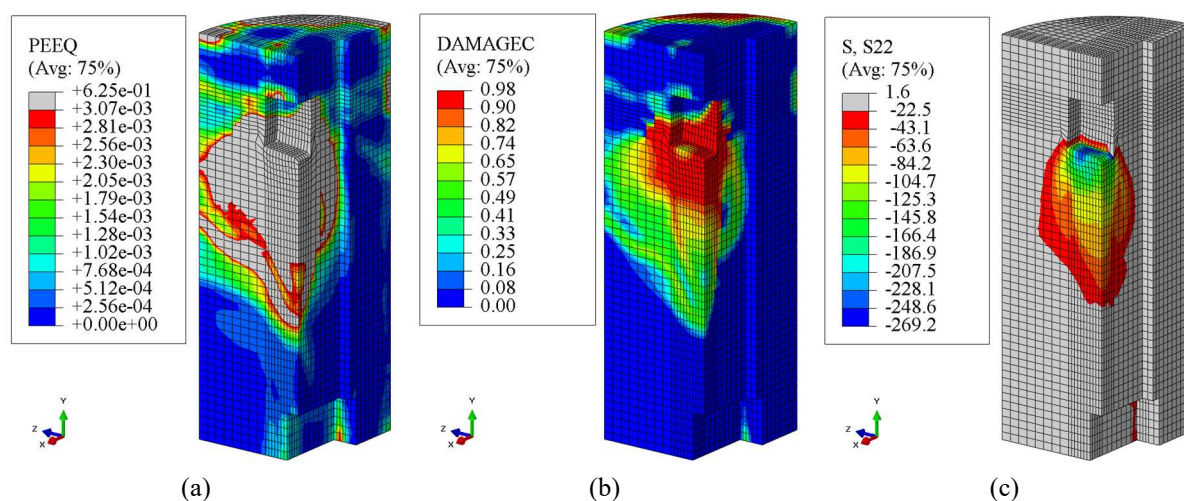 PEEQ
(Avg: 75%)
+6.25e-01
+3.07e-03
+2.81e-03
+2.56e-03
+2.30e-03
+2.05e-03
+1.79e-03
+1.54e-03
+1.28e-03
+1.02e-03
+7.68e-04
+5.12e-04
+2.56e-04
+0.00e+00
Y
Z
X
(a)
DAMAGEC
(Avg: 75%)
0.98
0.90
0.82
0.74
0.65
0.57
0.49
0.41
0.33
0.25
0.16
0.08
0.00
Y
Z
X
(b)
S, S22
(Avg: 75%)
1.6
-22.5
-43.1
-63.6
-84.2
-104.7
-125.3
-145.8
-166.4
-186.9
-207.5
-228.1
-248.6
-269.2
Y
Z
X
(c)